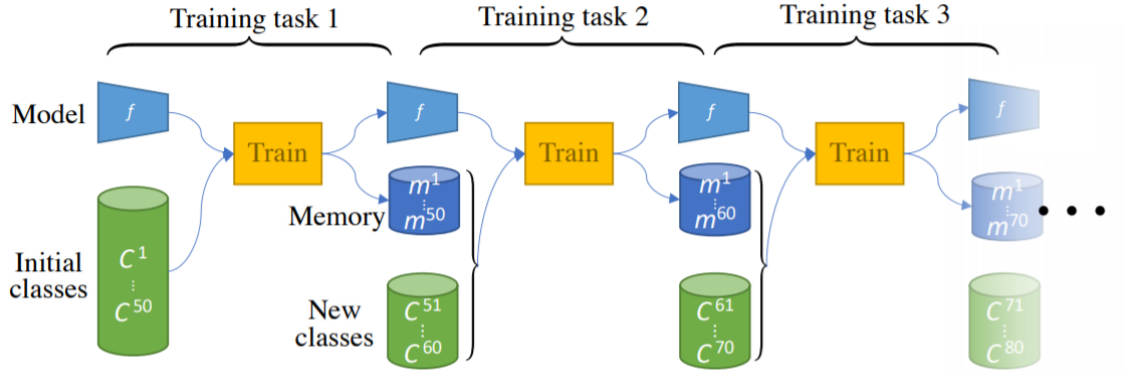 Training task 1
Training task 2
Training task 3
Model
f
Train
f
Train
f
Train
f
Memory
m¹
⋮
m⁵⁰
m¹
⋮
m⁶⁰
m¹
⋮
m⁷⁰
• • •
Initial
classes
C¹
⋮
C⁵⁰
New
classes
C⁵¹
⋮
C⁶⁰
C⁶¹
⋮
C⁷⁰
C⁷¹
⋮
C⁸⁰